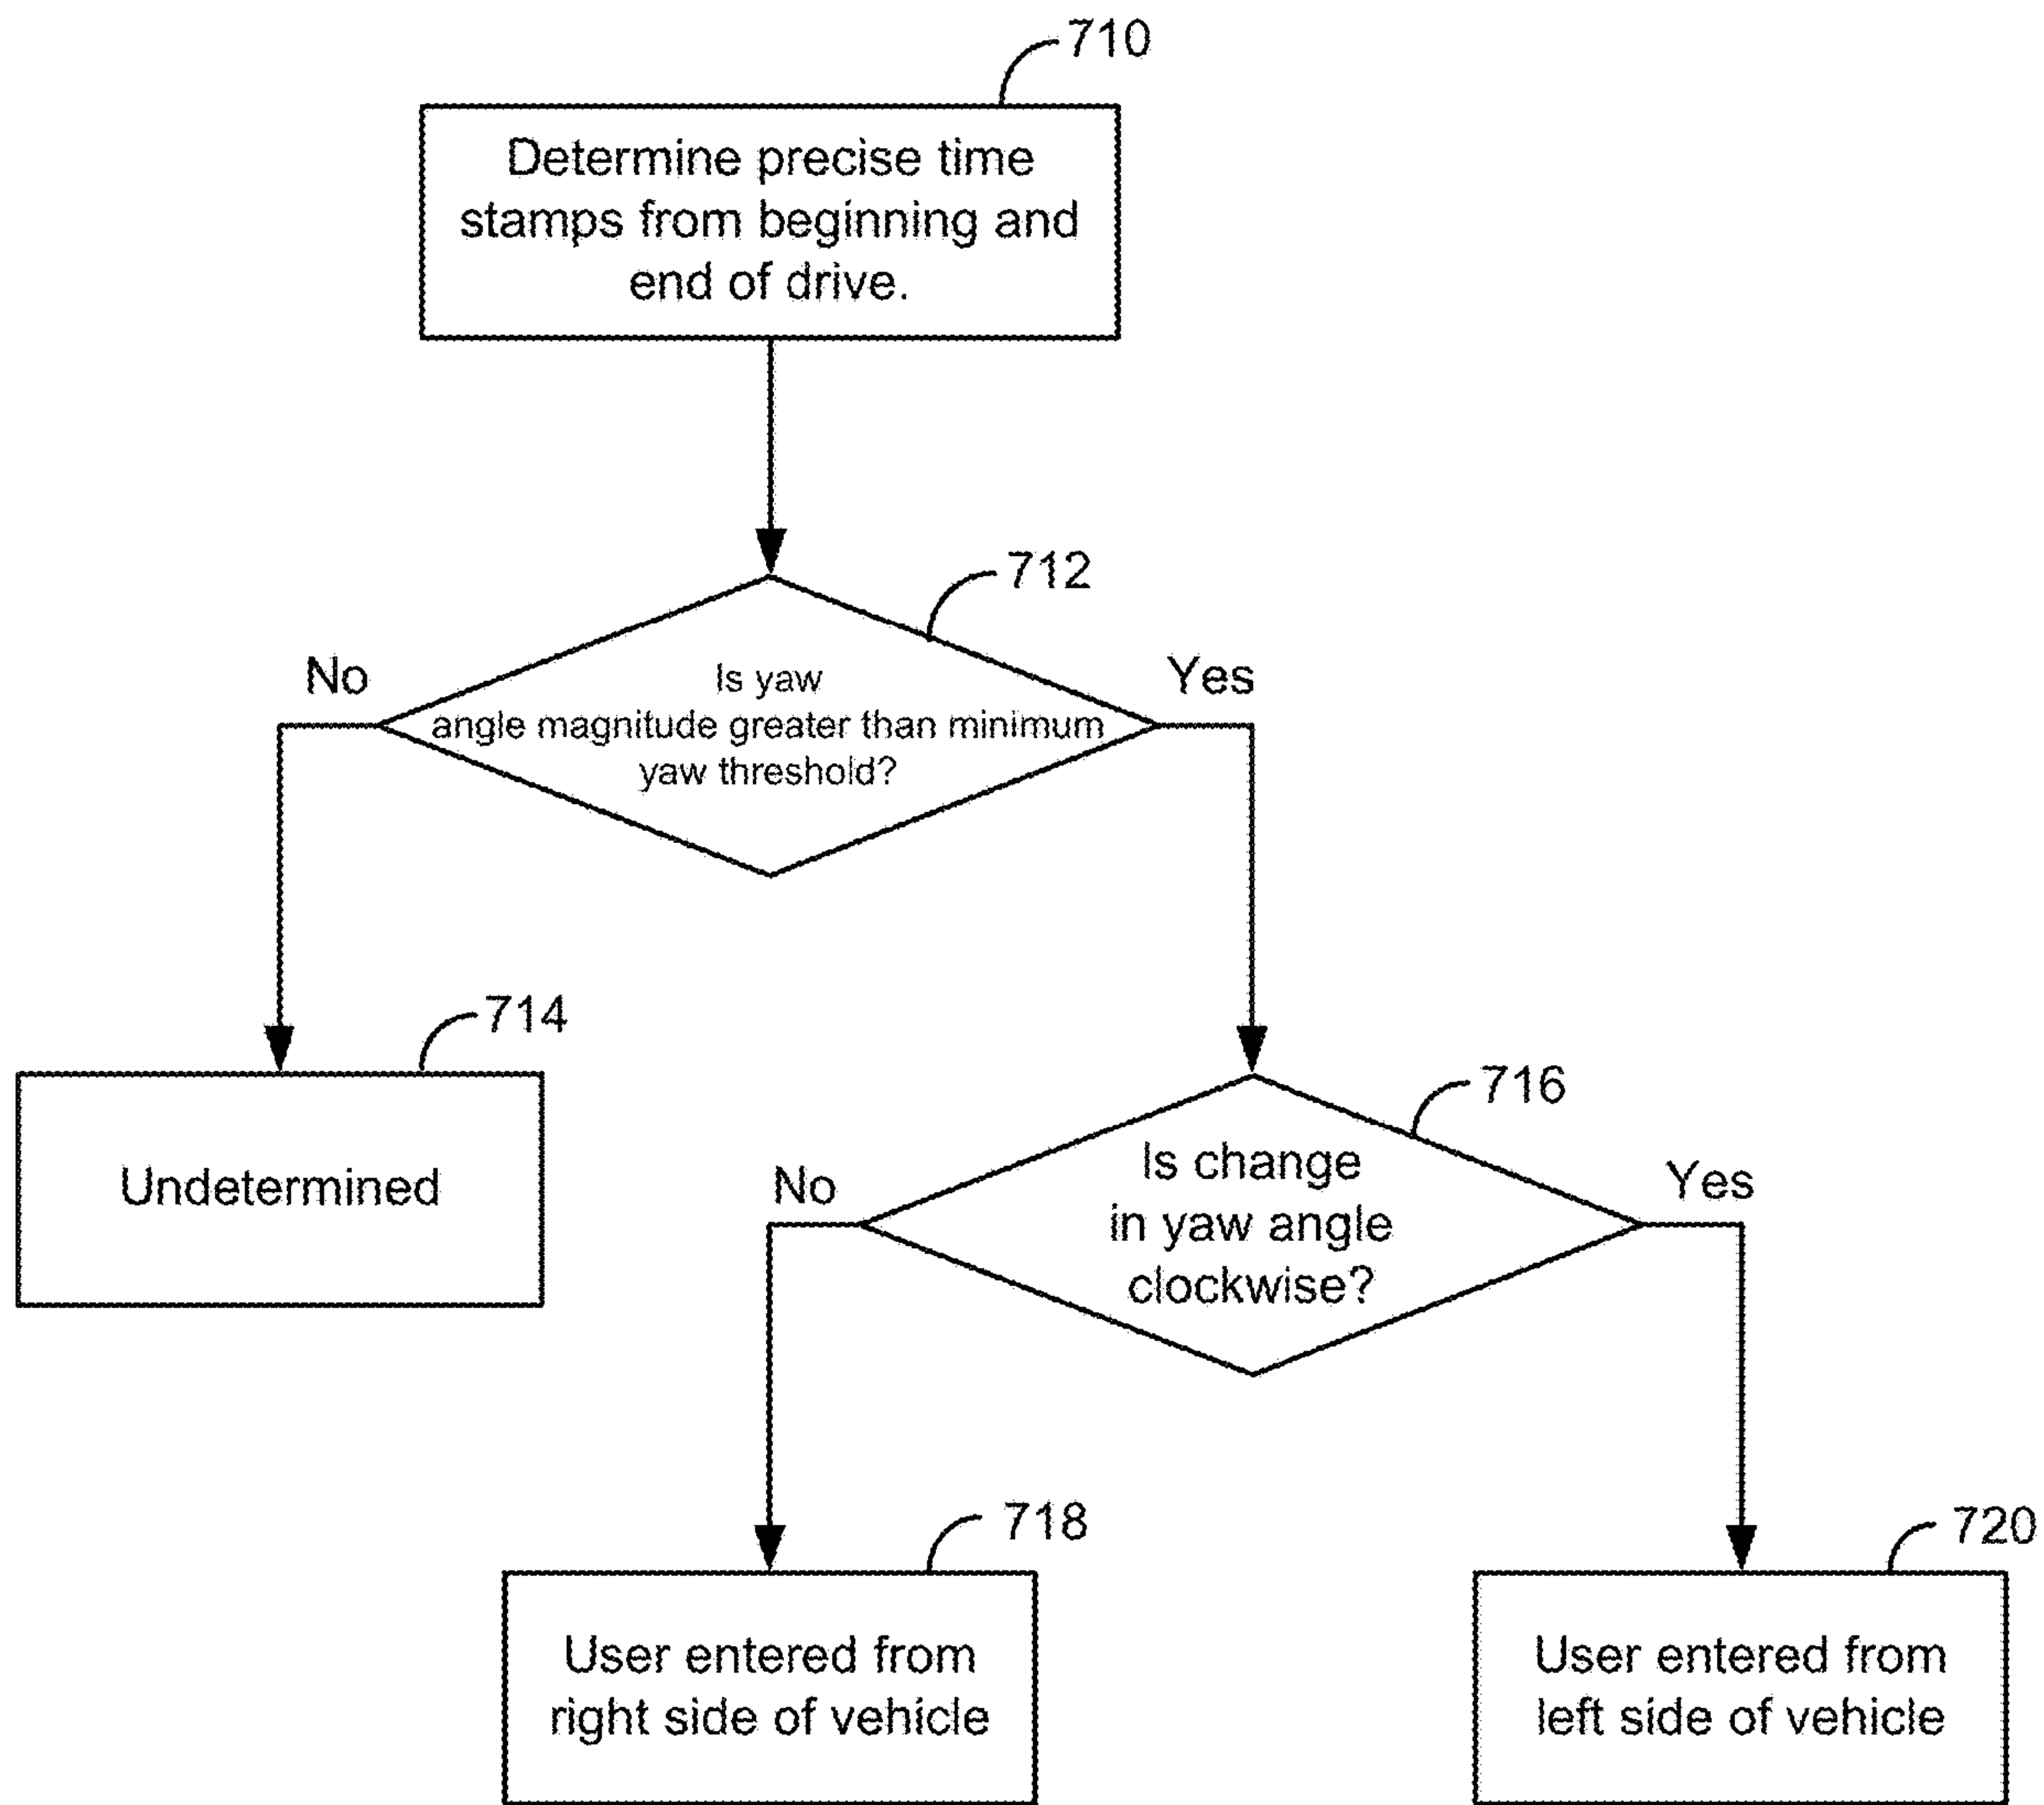 710
Determine precise time
stamps from beginning and
end of drive.
712
No
Yes
Is yaw
angle magnitude greater than minimum
yaw threshold?
714
Undetermined
716
No
Yes
Is change
in yaw angle
clockwise?
718
User entered from
right side of vehicle
720
User entered from
left side of vehicle